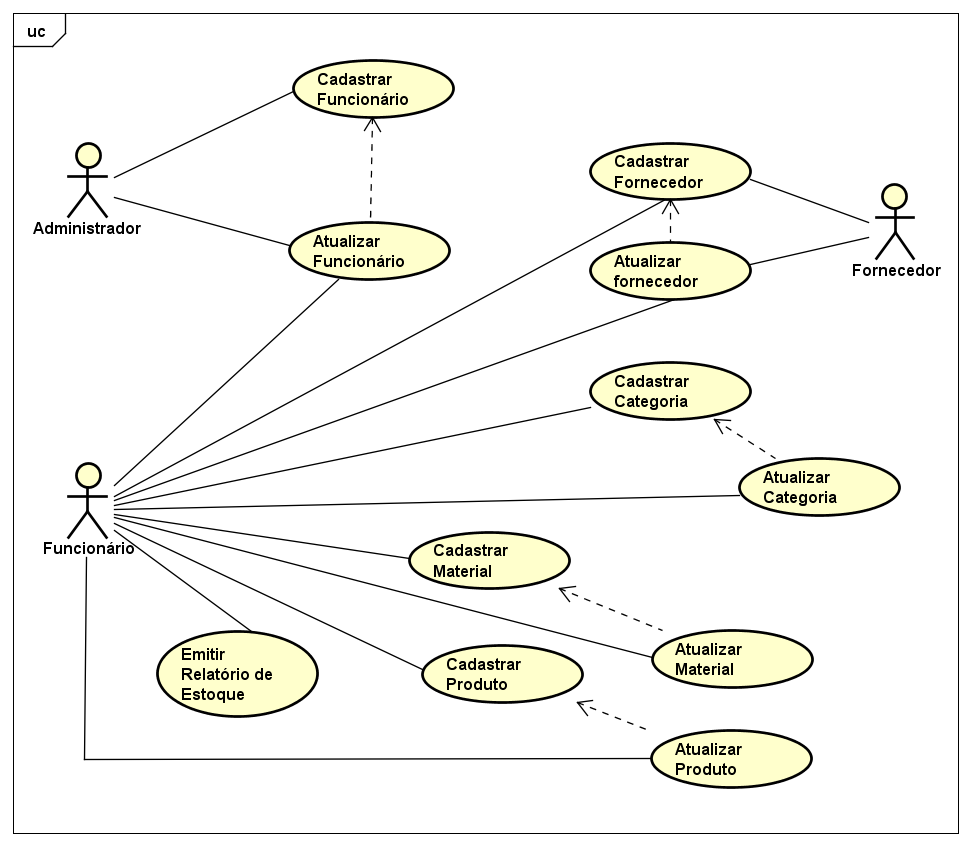 uc
Cadastrar
Funcionário
Administrador
Atualizar
Funcionário
Cadastrar
Fornecedor
Atualizar
fornecedor
Fornecedor
Cadastrar
Categoria
Atualizar
Categoria
Funcionário
Cadastrar
Material
Atualizar
Material
Emitir
Relatório de
Estoque
Cadastrar
Produto
Atualizar
Produto